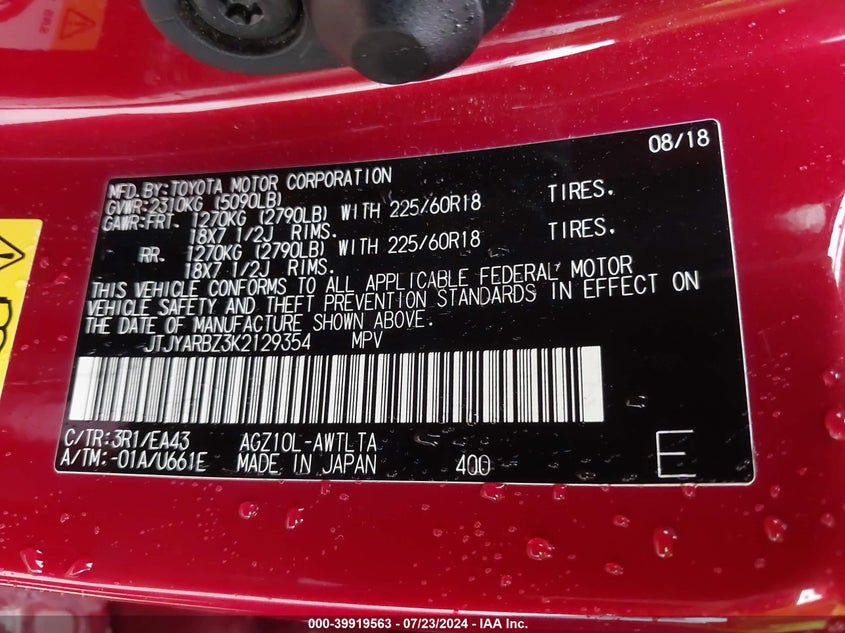 08/18
MFD. BY: TOYOTA MOTOR CORPORATION
GVWR: 2310KG (5090LB)
GAWR-FRT. 1270KG (2790LB) WITH 225/60R18 TIRES.
18X7 1/2J RIMS.
RR. 1270KG (2790LB) WITH 225/60R18 TIRES.
18X7 1/2J RIMS.
THIS VEHICLE CONFORMS TO ALL APPLICABLE FEDERAL MOTOR
VEHICLE SAFETY AND THEFT PREVENTION STANDARDS IN EFFECT ON
THE DATE OF MANUFACTURE SHOWN ABOVE.
JTJYARBZ3K2129354 MPV
C/TR: 3R1/EA43 AGZ10L-AWTLTA
A/TM: -01A/U661E MADE IN JAPAN 400 E
000-39919563 - 07/23/2024 - IAA Inc.